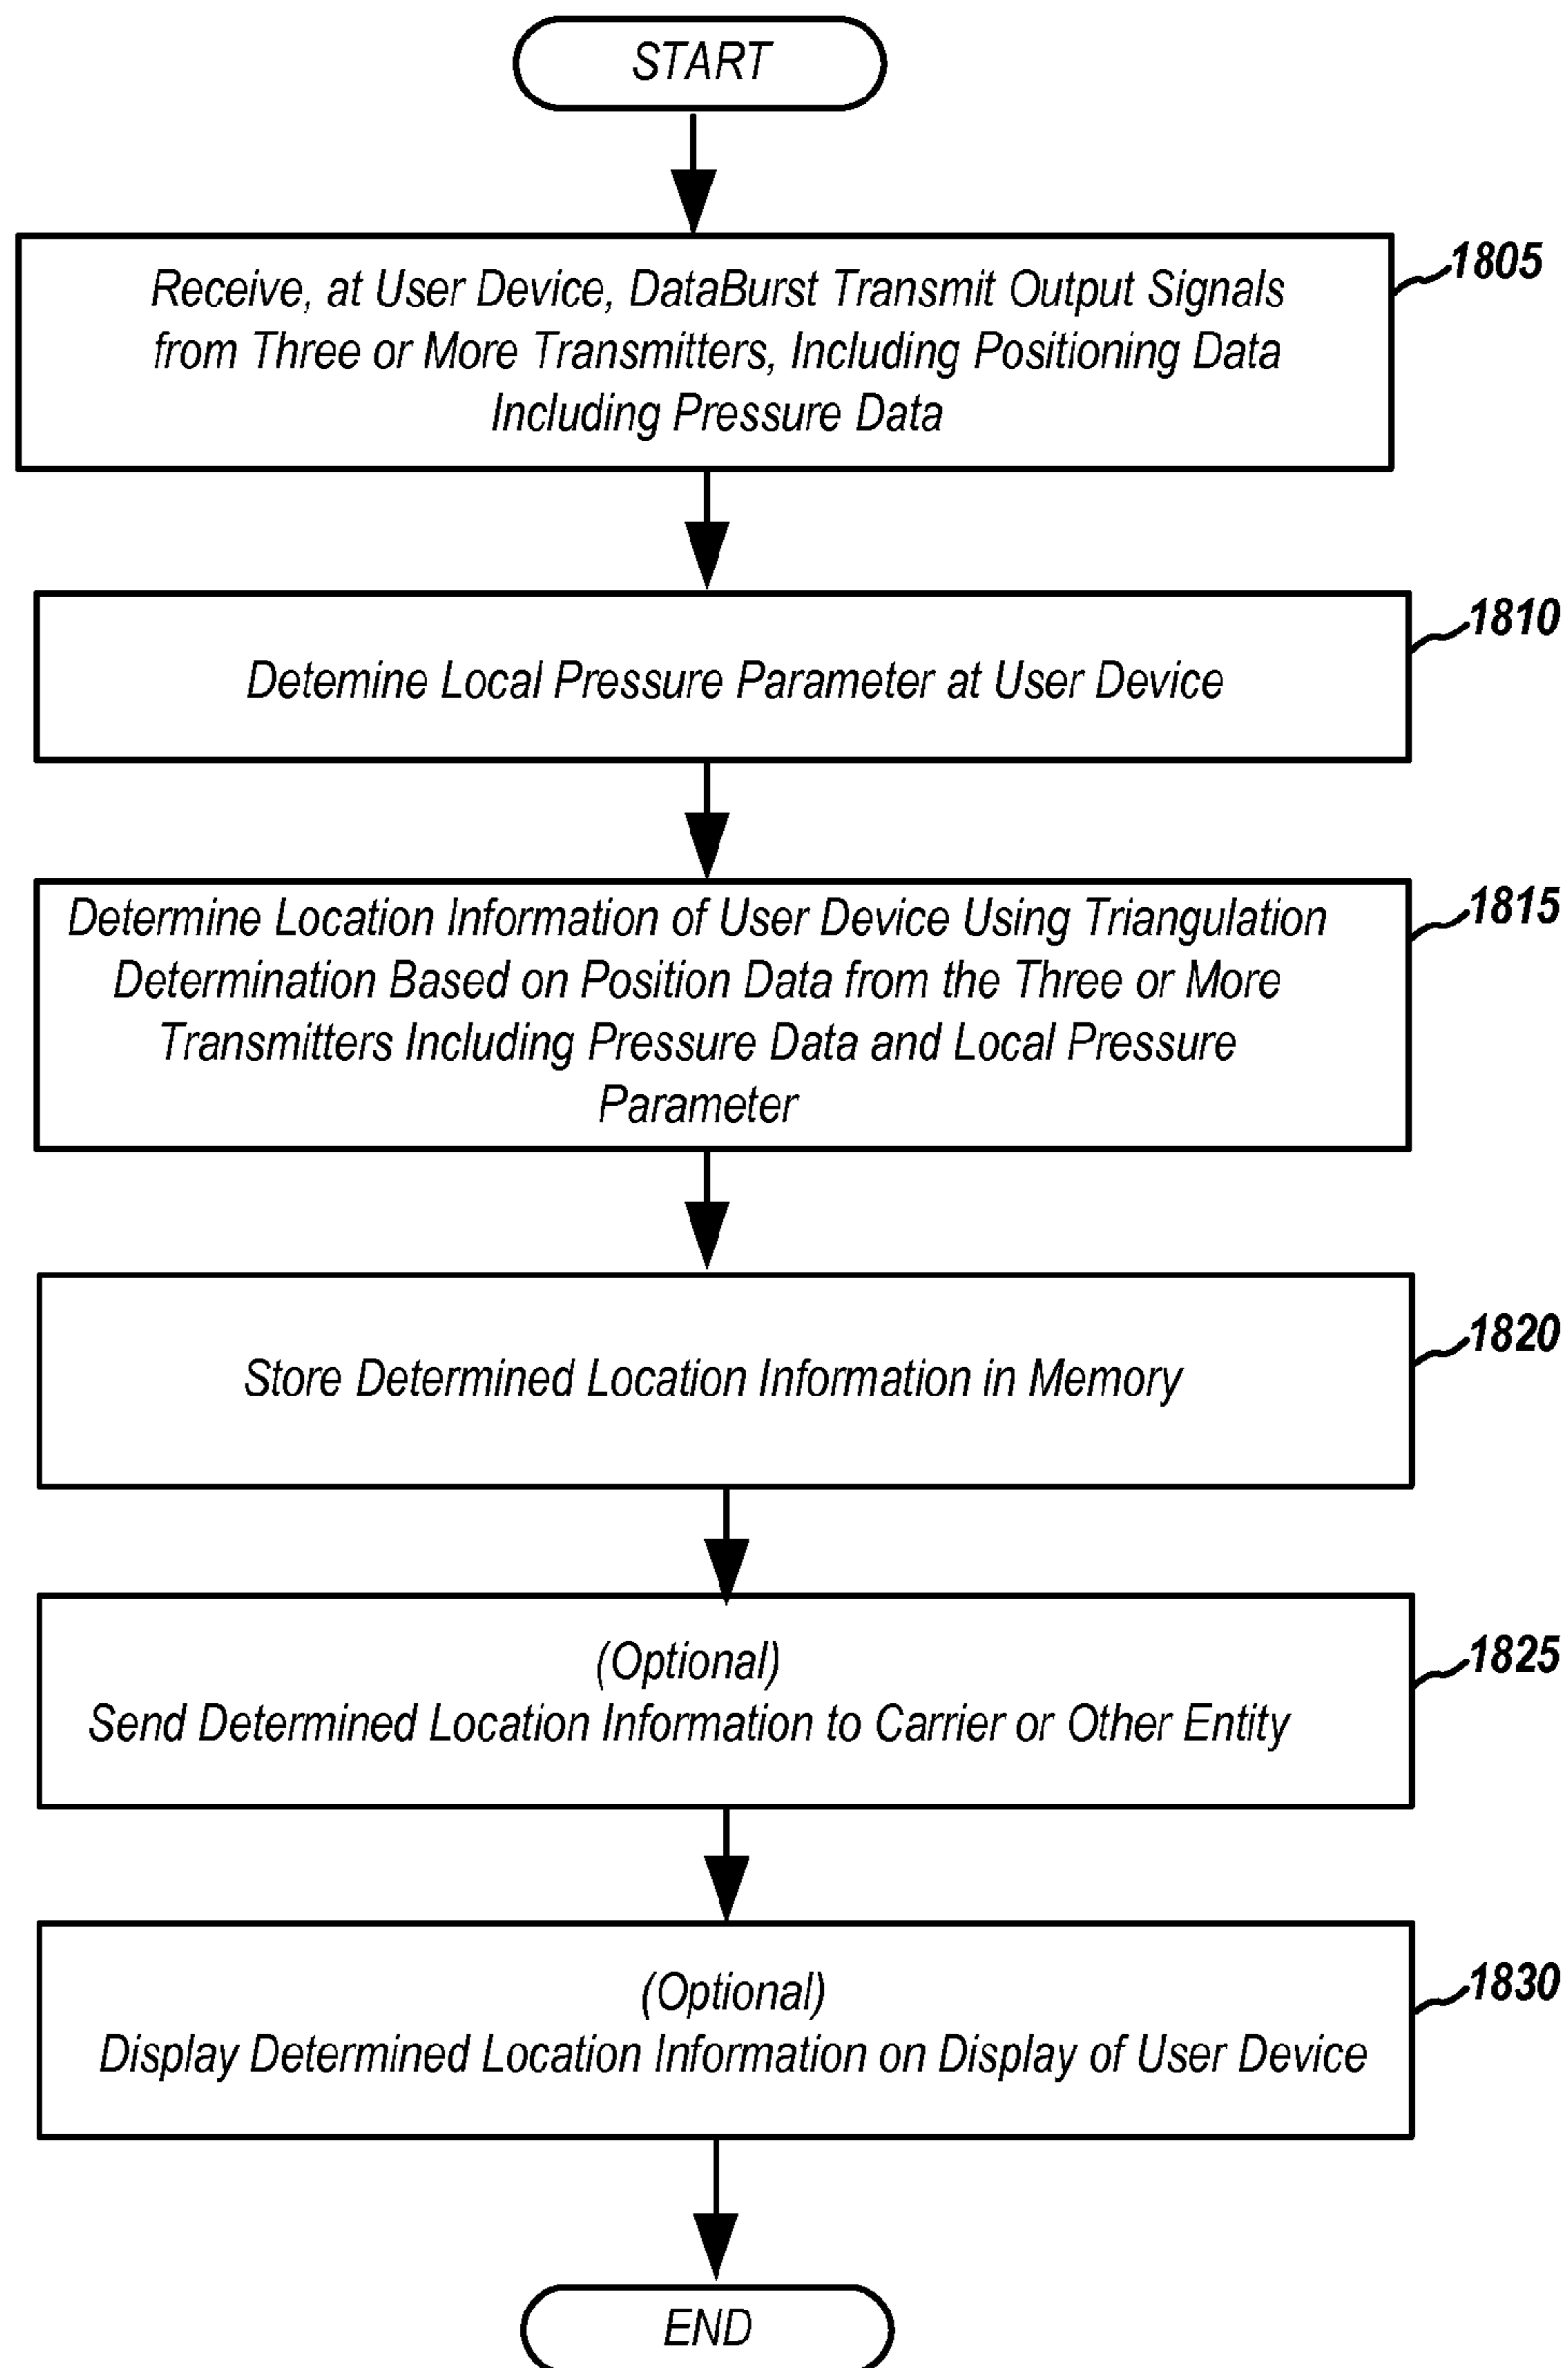 START
1805
Receive, at User Device, DataBurst Transmit Output Signals
from Three or More Transmitters, Including Positioning Data
Including Pressure Data
1810
Detemine Local Pressure Parameter at User Device
1815
Determine Location Information of User Device Using Triangulation
Determination Based on Position Data from the Three or More
Transmitters Including Pressure Data and Local Pressure
Parameter
1820
Store Determined Location Information in Memory
1825
(Optional)
Send Determined Location Information to Carrier or Other Entity
1830
(Optional)
Display Determined Location Information on Display of User Device
END